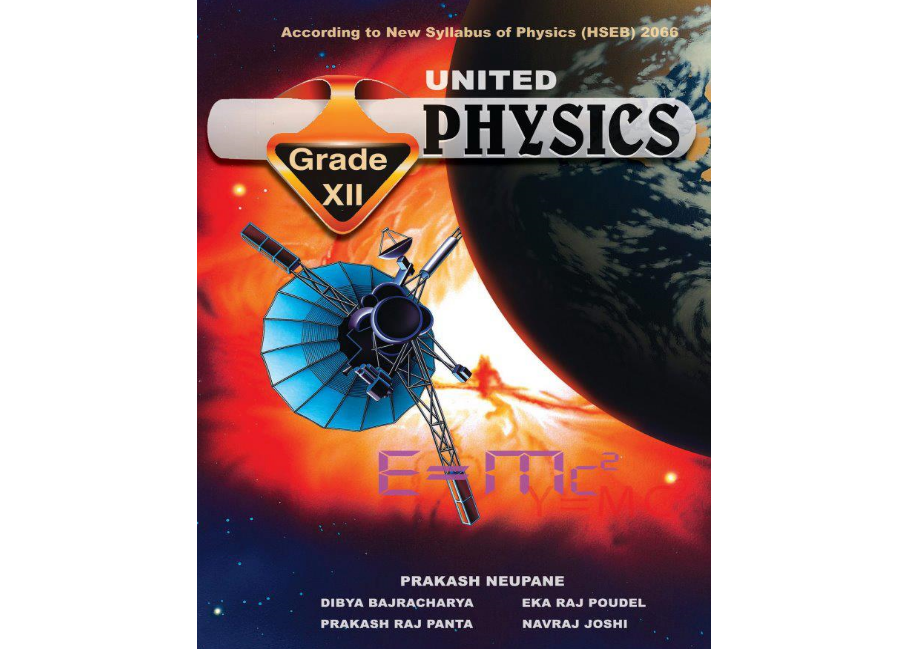 According to New Syllabus of Physics (HSEB) 2066
UNITED
PHYSICS
Grade
XII
E=mc²
Y=MC
PRAKASH NEUPANE
DIBYA BAJRACHARYA EKA RAJ POUDEL
PRAKASH RAJ PANTA NAVRAJ JOSHI